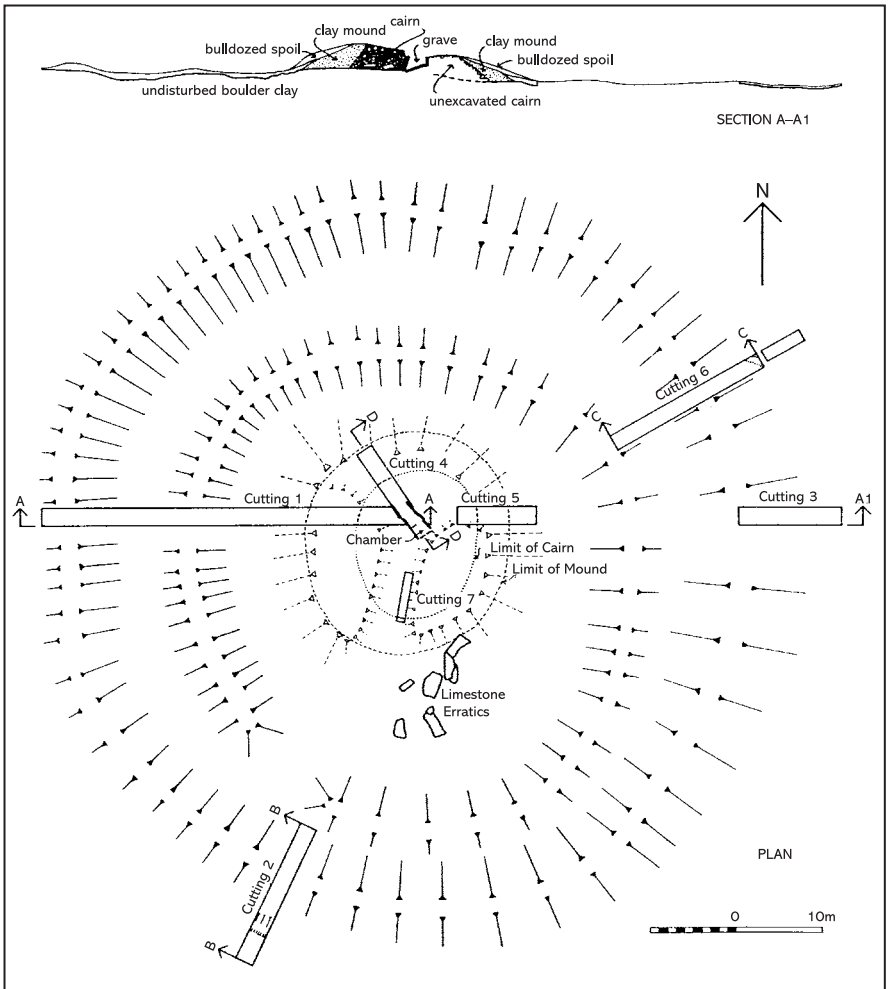 cairn
clay mound
grave
bulldozed spoil
clay mound
bulldozed spoil
undisturbed boulder clay
unexcavated cairn
SECTION A–A1
N
C
Cutting 6
C
D
Cutting 4
A
Cutting 1
A
Cutting 5
Cutting 3
A1
Chamber
D
Limit of Cairn
Limit of Mound
Cutting 7
Limestone
Erratics
B
Cutting 2
B
PLAN
0
10m